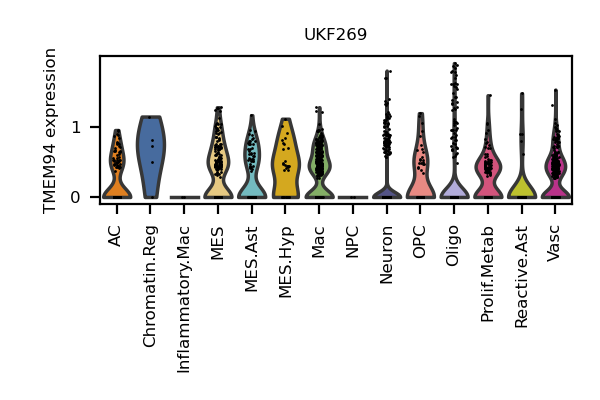 UKF269
TMEM94 expression
1
0
AC
Chromatin.Reg
Inflammatory.Mac
MES
MES.Ast
MES.Hyp
Mac
NPC
Neuron
OPC
Oligo
Prolif.Metab
Reactive.Ast
Vasc